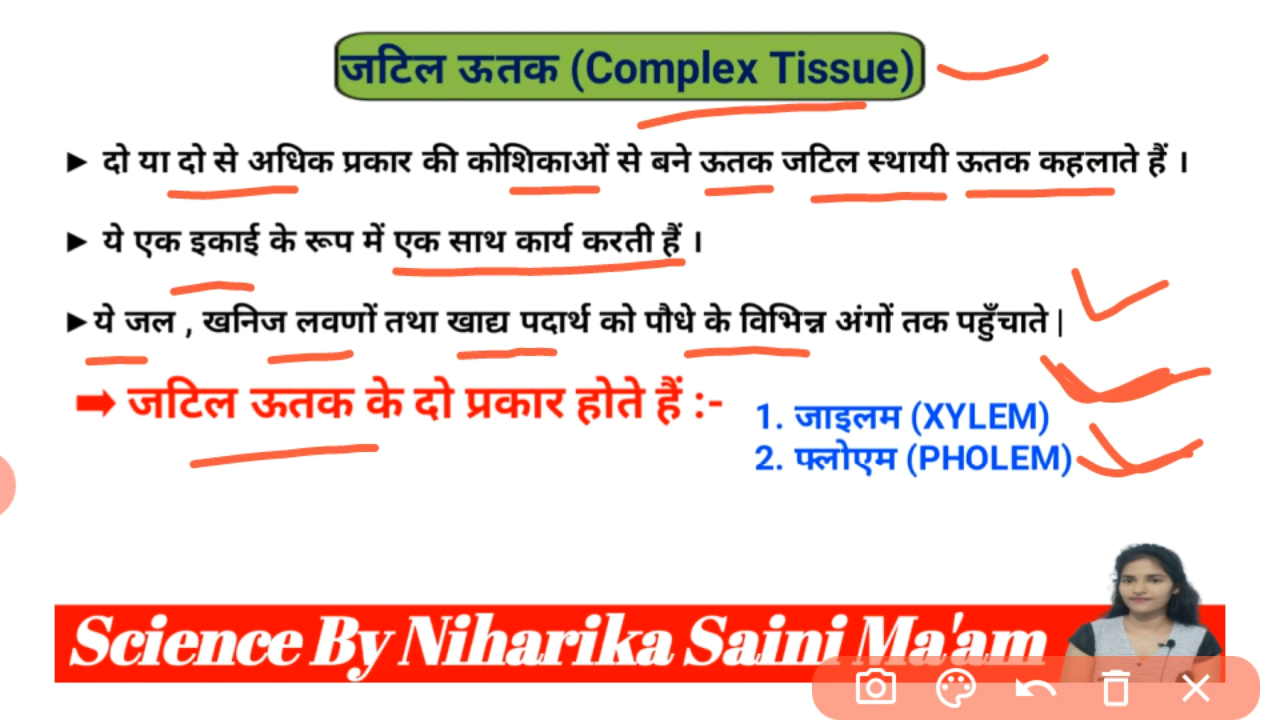 जटिल ऊतक (Complex Tissue)
► दो या दो से अधिक प्रकार की कोशिकाओं से बने ऊतक जटिल स्थायी ऊतक कहलाते हैं ।
► ये एक इकाई के रूप में एक साथ कार्य करती हैं ।
►ये जल , खनिज लवणों तथा खाद्य पदार्थ को पौधे के विभिन्न अंगों तक पहुँचाते |
➡ जटिल ऊतक के दो प्रकार होते हैं :-
1. जाइलम (XYLEM)
2. फ्लोएम (PHOLEM)
Science By Niharika Saini Ma'am